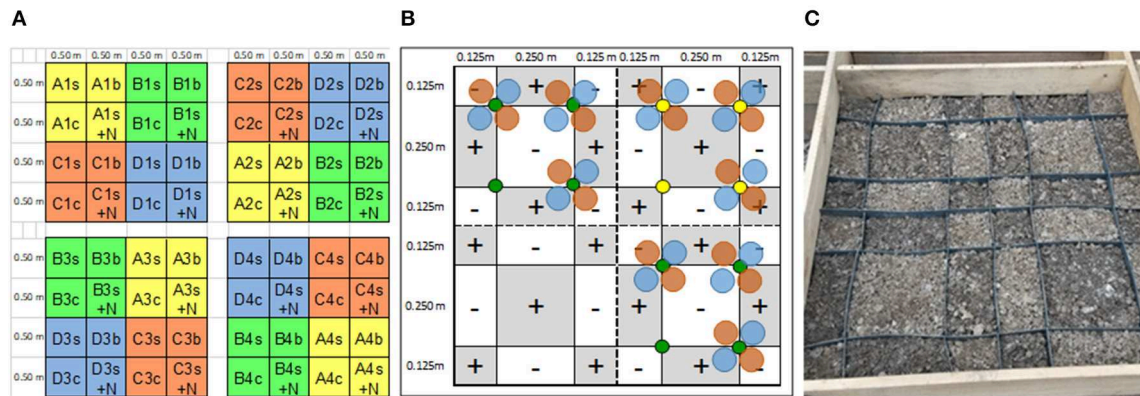 A
B
C
0.50 m 0.50 m 0.50 m 0.50 m 0.50 m 0.50 m 0.50 m 0.50 m
0.50 m A1s A1b B1s B1b C2s C2b D2s D2b
0.50 m A1c A1s +N B1c B1s +N C2c C2s +N D2c D2s +N
0.50 m C1s C1b D1s D1b A2s A2b B2s B2b
0.50 m C1c C1s +N D1c D1s +N A2c A2s +N B2c B2s +N
0.50 m B3s B3b A3s A3b D4s D4b C4s C4b
0.50 m B3c B3s +N A3c A3s +N D4c D4s +N C4c C4s +N
0.50 m D3s D3b C3s C3b B4s B4b A4s A4b
0.50 m D3c D3s +N C3c C3s +N B4c B4s +N A4c A4s +N
0.125m 0.250 m 0.125 m 0.125 m 0.250 m 0.125m
0.125m - + - + - +
0.250 m + - + - + -
0.125m - + - + - +
0.125m + - + - + -
0.250 m - + - + - +
0.125m + - + - + -